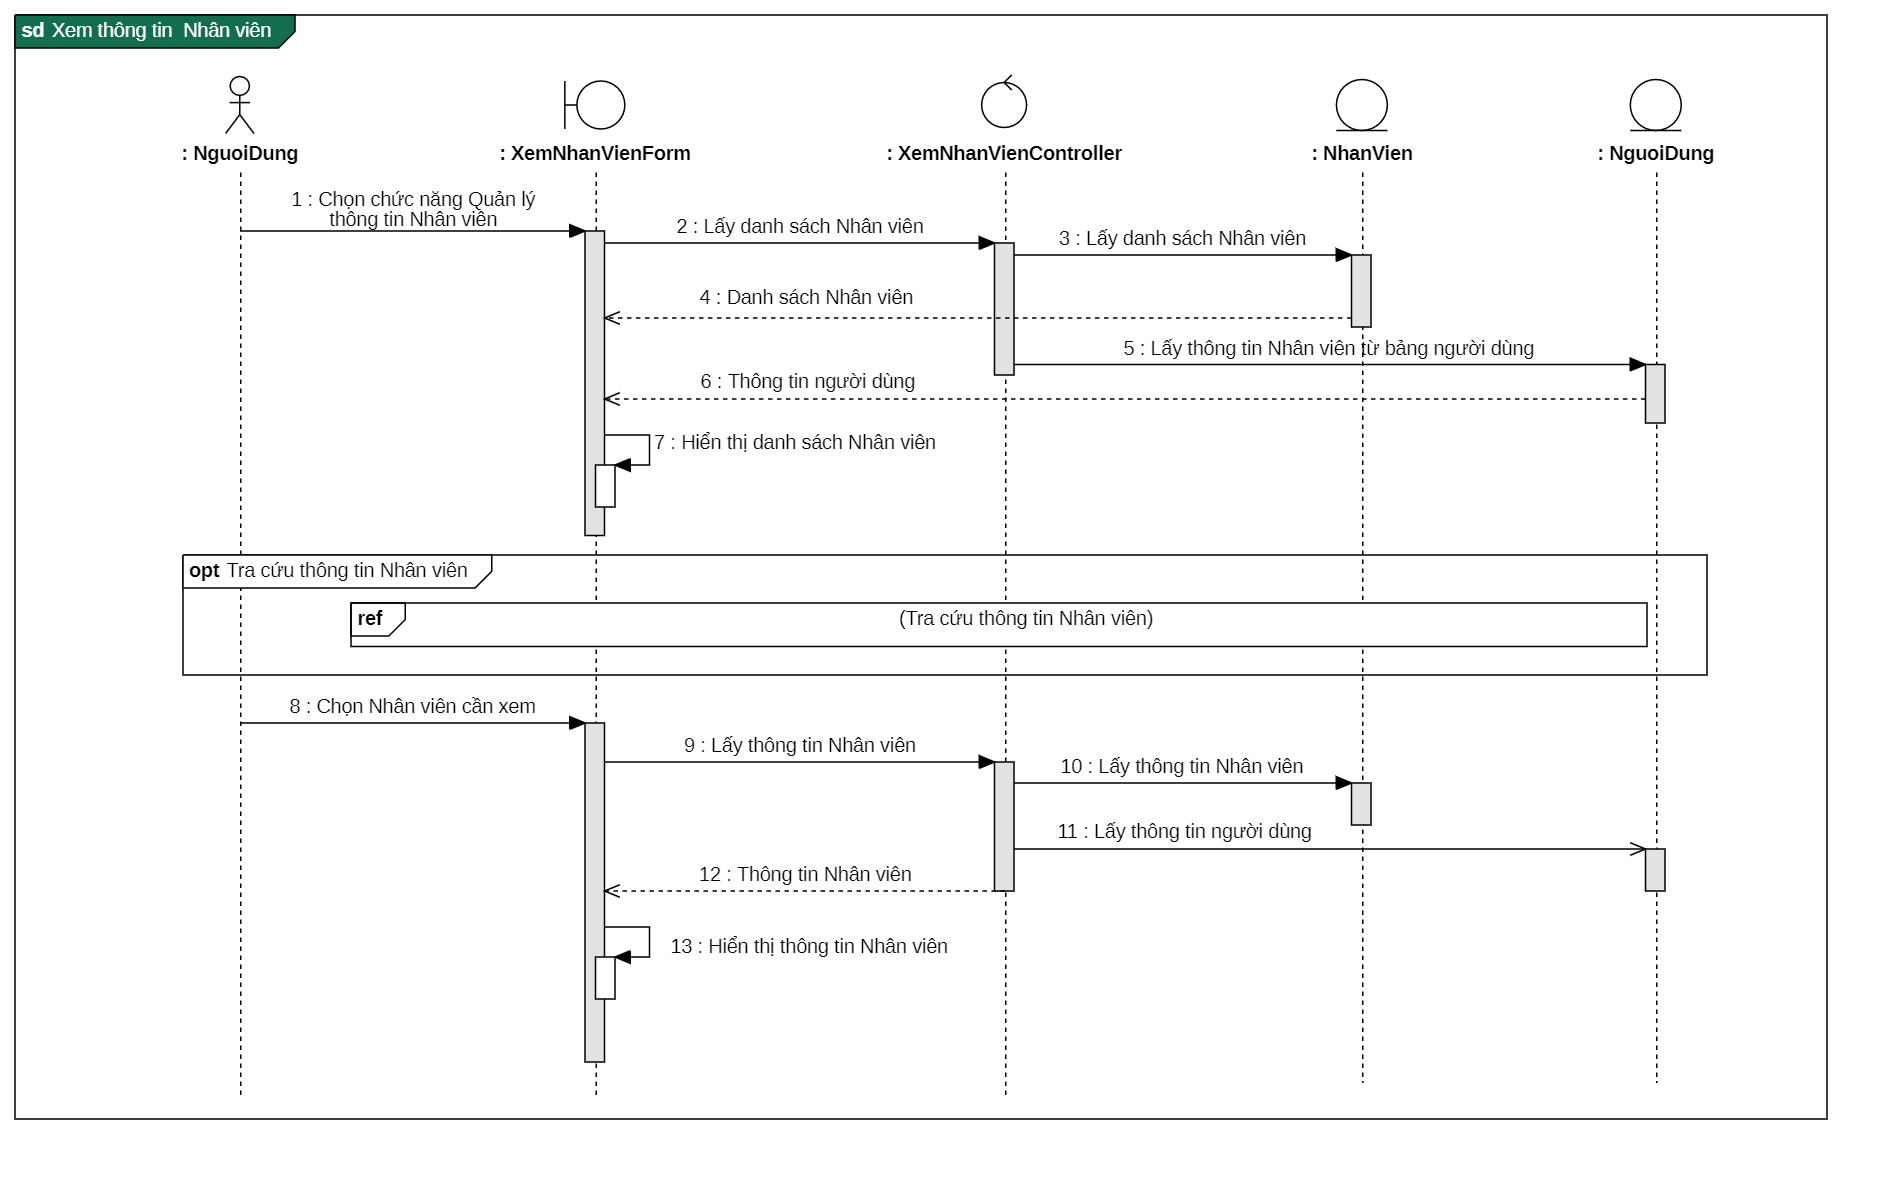 sd Xem thông tin  Nhân viên
: NguoiDung
: XemNhanVienForm
: XemNhanVienController
: NhanVien
: NguoiDung
1 : Chọn chức năng Quản lý
thông tin Nhân viên
2 : Lấy danh sách Nhân viên
3 : Lấy danh sách Nhân viên
4 : Danh sách Nhân viên
5 : Lấy thông tin Nhân viên từ bảng người dùng
6 : Thông tin người dùng
7 : Hiển thị danh sách Nhân viên
opt Tra cứu thông tin Nhân viên
ref
(Tra cứu thông tin Nhân viên)
8 : Chọn Nhân viên cần xem
9 : Lấy thông tin Nhân viên
10 : Lấy thông tin Nhân viên
11 : Lấy thông tin người dùng
12 : Thông tin Nhân viên
13 : Hiển thị thông tin Nhân viên